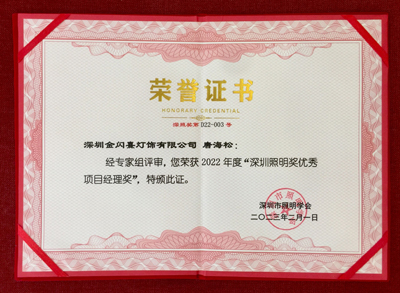 荣誉证书
HONORARY CREDENTIAL
深照奖第022-003号
深圳金闪喜灯饰有限公司 唐海松：
经专家组评审，您荣获2022年度“深圳照明奖优秀
项目经理奖”，特颁此证。
深圳市照明学会
二〇二三年二月一日